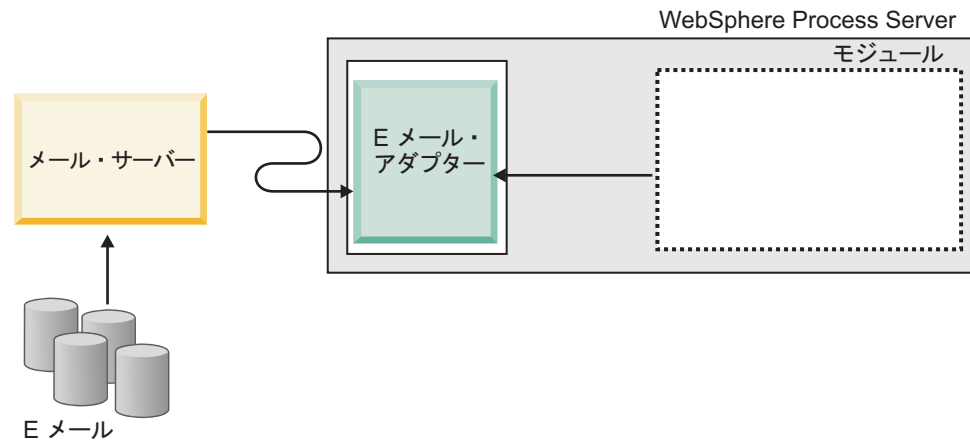 WebSphere Process Server
モジュール
メール・サーバー
E メール・
アダプター
E メール